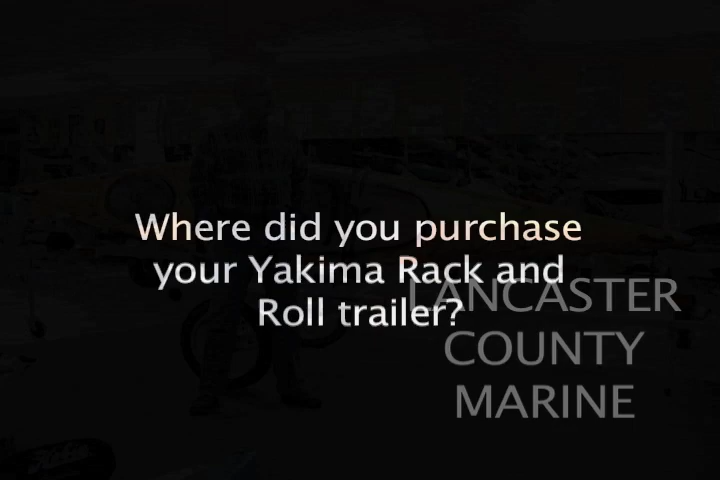 Where did you purchase
your Yakima Rack and
Roll trailer?
LANCASTER
COUNTY
MARINE